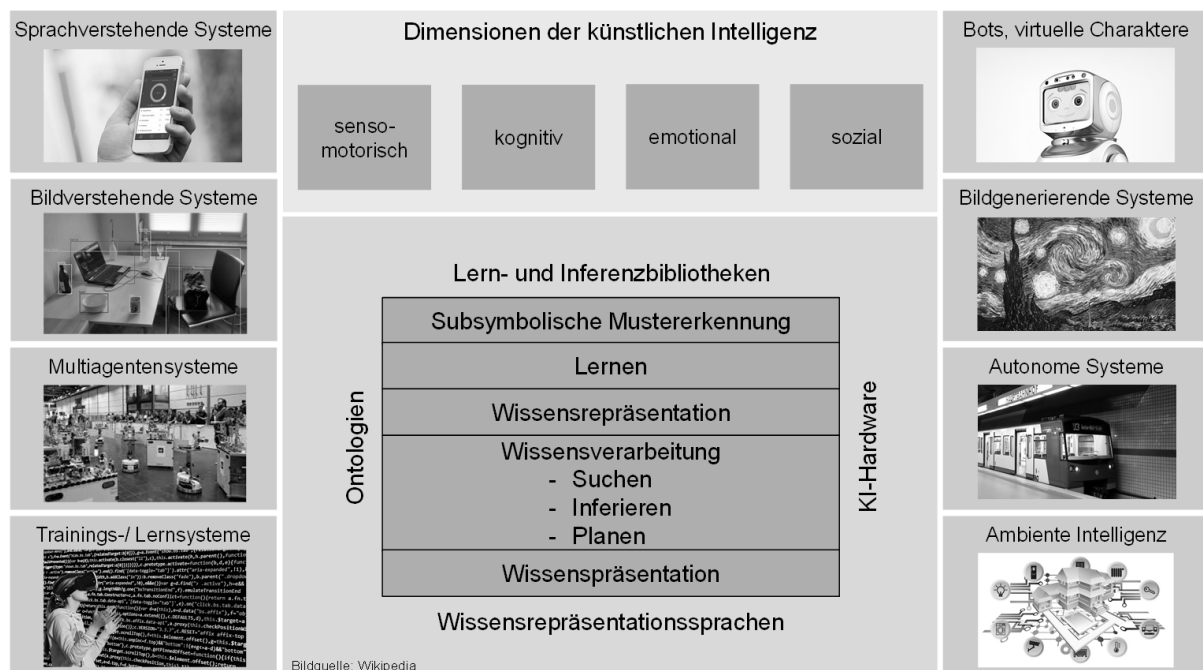 Sprachverstehende Systeme
Bildverstehende Systeme
Multiagentensysteme
Trainings-/ Lernsysteme
Dimensionen der künstlichen Intelligenz
senso-
motorisch
kognitiv
emotional
sozial
Lern- und Inferenzbibliotheken
Ontologien
Subsymbolische Mustererkennung
Lernen
Wissensrepräsentation
Wissensverarbeitung
- Suchen
- Inferieren
- Planen
Wissenspräsentation
KI-Hardware
Wissensrepräsentationssprachen
Bildquelle: Wikipedia
Bots, virtuelle Charaktere
Bildgenerierende Systeme
Autonome Systeme
Ambiente Intelligenz